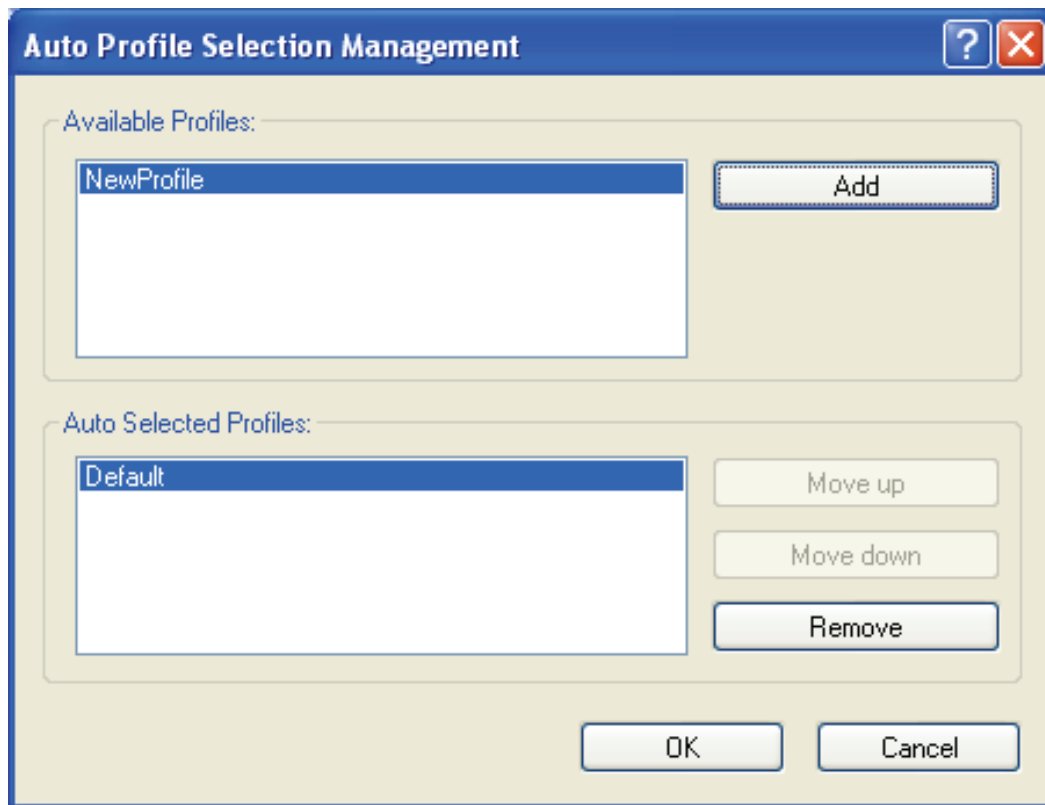 Auto Profile Selection Management
?
Available Profiles:
NewProfile
Add
Auto Selected Profiles:
Default
Move up
Move down
Remove
OK
Cancel